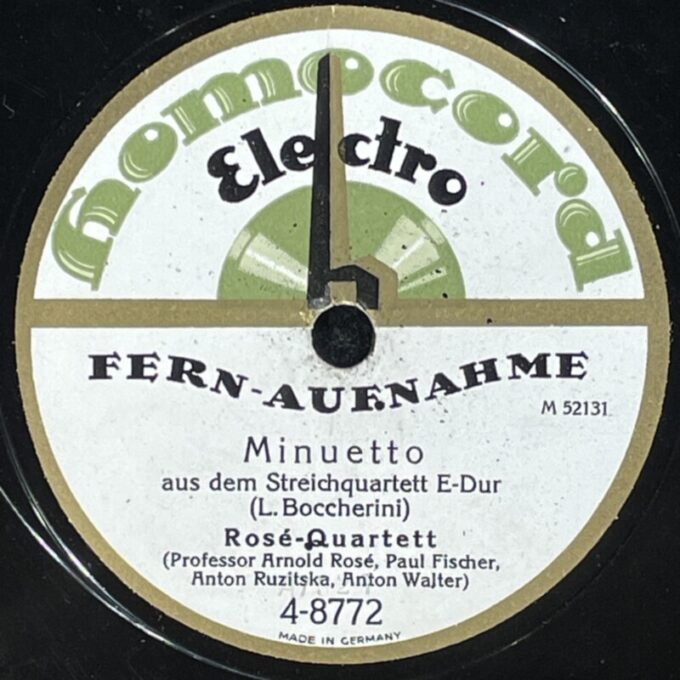 homocord
Electro
FERN-AUFNAHME
M 52131
Minuetto
aus dem Streichquartett E-Dur
(L. Boccherini)
Rosé-Quartett
(Professor Arnold Rosé, Paul Fischer,
Anton Ruzitska, Anton Walter)
4-8772
MADE IN GERMANY